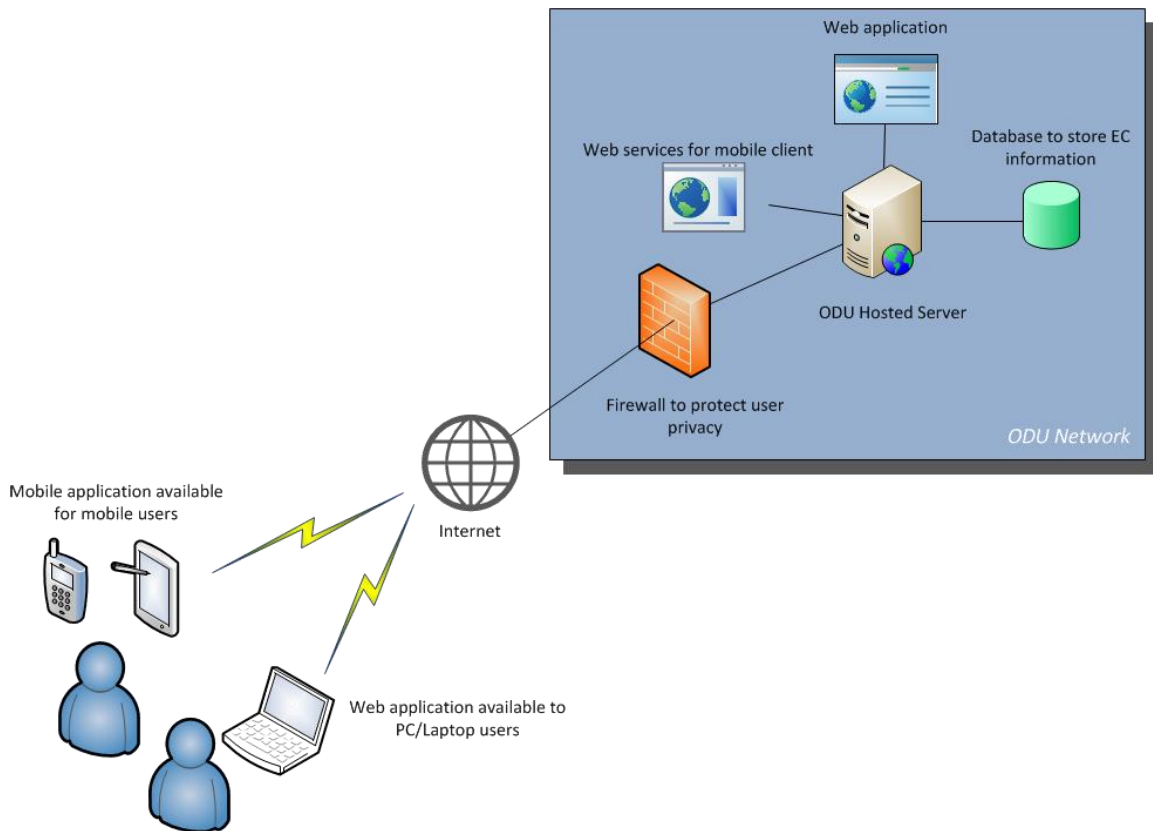 Web application
Database to store EC
information
Web services for mobile client
ODU Hosted Server
Firewall to protect user
privacy
ODU Network
Mobile application available
for mobile users
Internet
Web application available to
PC/Laptop users